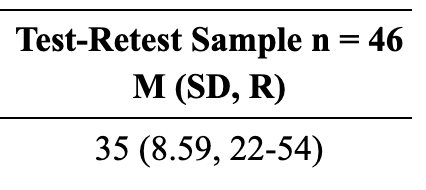 Test-Retest Sample n = 46
M (SD, R)
35 (8.59, 22-54)